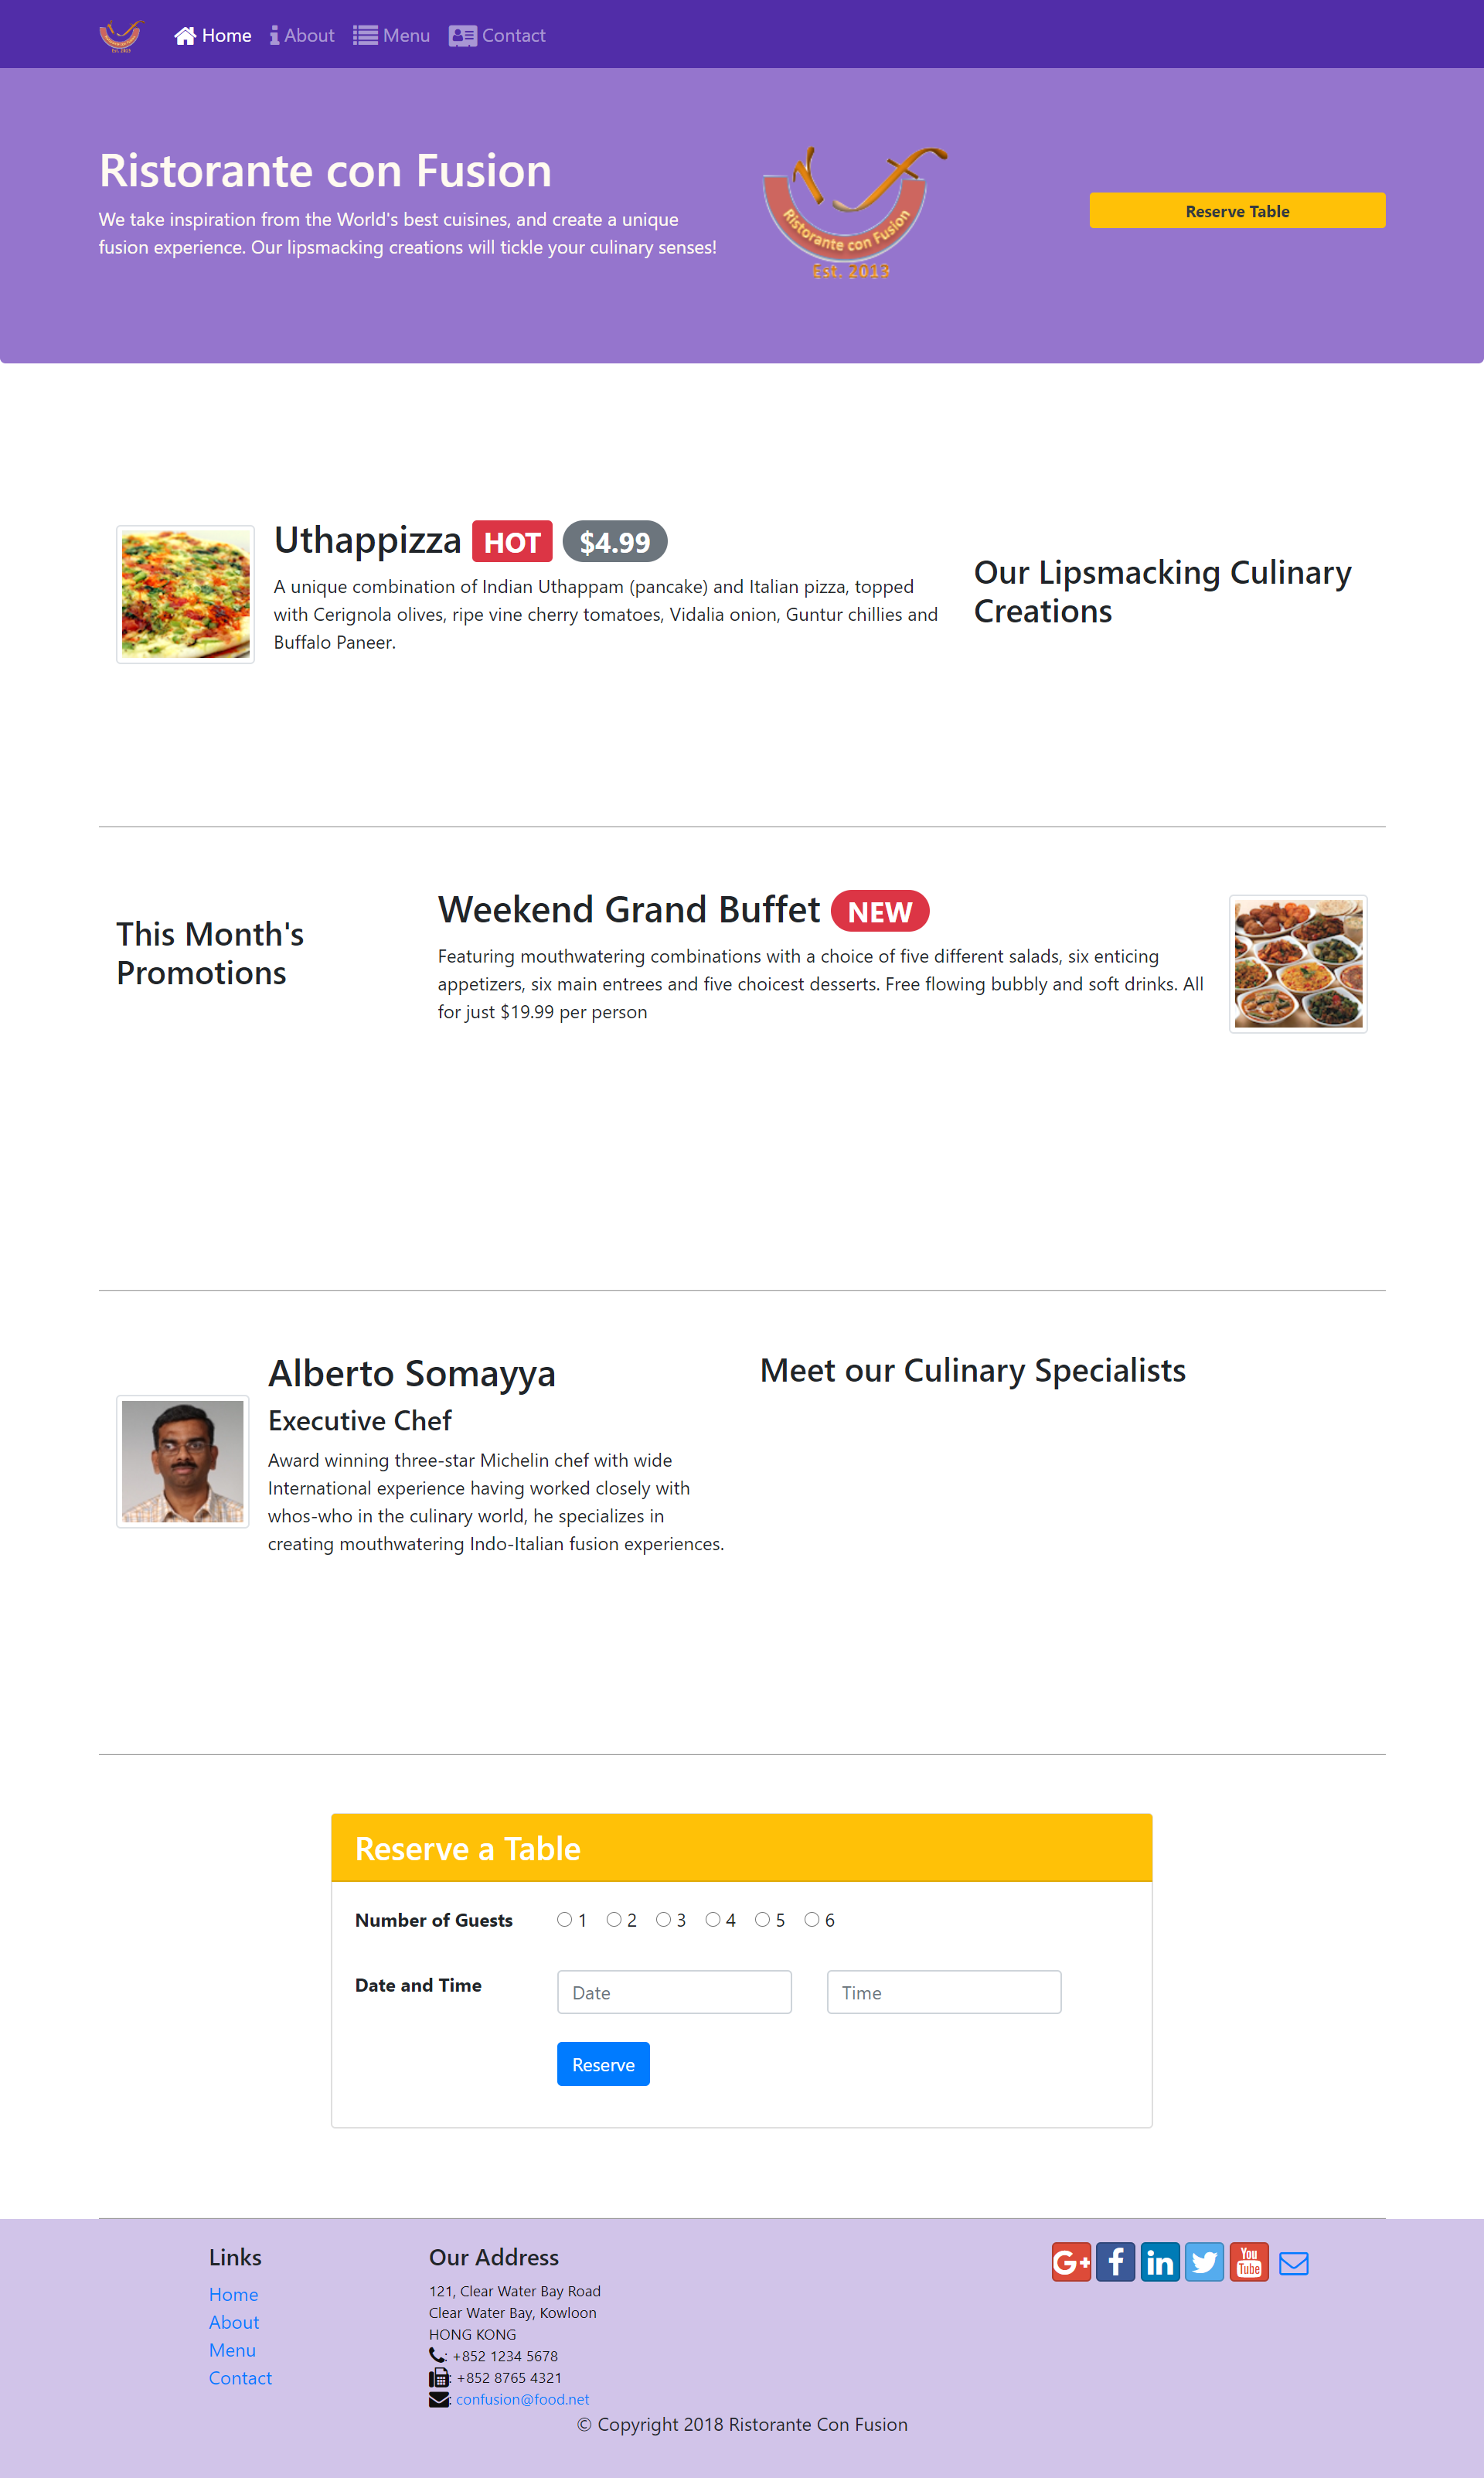 Home About Menu Contact
Ristorante con Fusion
We take inspiration from the World's best cuisines, and create a unique
fusion experience. Our lipsmacking creations will tickle your culinary senses!
Ristorante con Fusion
Est. 2019
Reserve Table
Uthappizza HOT $4.99
A unique combination of Indian Uthappam (pancake) and Italian pizza, topped
with Cerignola olives, ripe vine cherry tomatoes, Vidalia onion, Guntur chillies and
Buffalo Paneer.
Our Lipsmacking Culinary
Creations
This Month's
Promotions
Weekend Grand Buffet NEW
Featuring mouthwatering combinations with a choice of five different salads, six enticing
appetizers, six main entrees and five choicest desserts. Free flowing bubbly and soft drinks. All
for just $19.99 per person
Alberto Somayya
Executive Chef
Award winning three-star Michelin chef with wide
International experience having worked closely with
whos-who in the culinary world, he specializes in
creating mouthwatering Indo-Italian fusion experiences.
Meet our Culinary Specialists
Reserve a Table
Number of Guests 1 2 3 4 5 6
Date and Time Date Time
Reserve
Links
Home
About
Menu
Contact
Our Address
121, Clear Water Bay Road
Clear Water Bay, Kowloon
HONG KONG
: +852 1234 5678
: +852 8765 4321
: confusion@food.net
G+ f in You Tube
© Copyright 2018 Ristorante Con Fusion